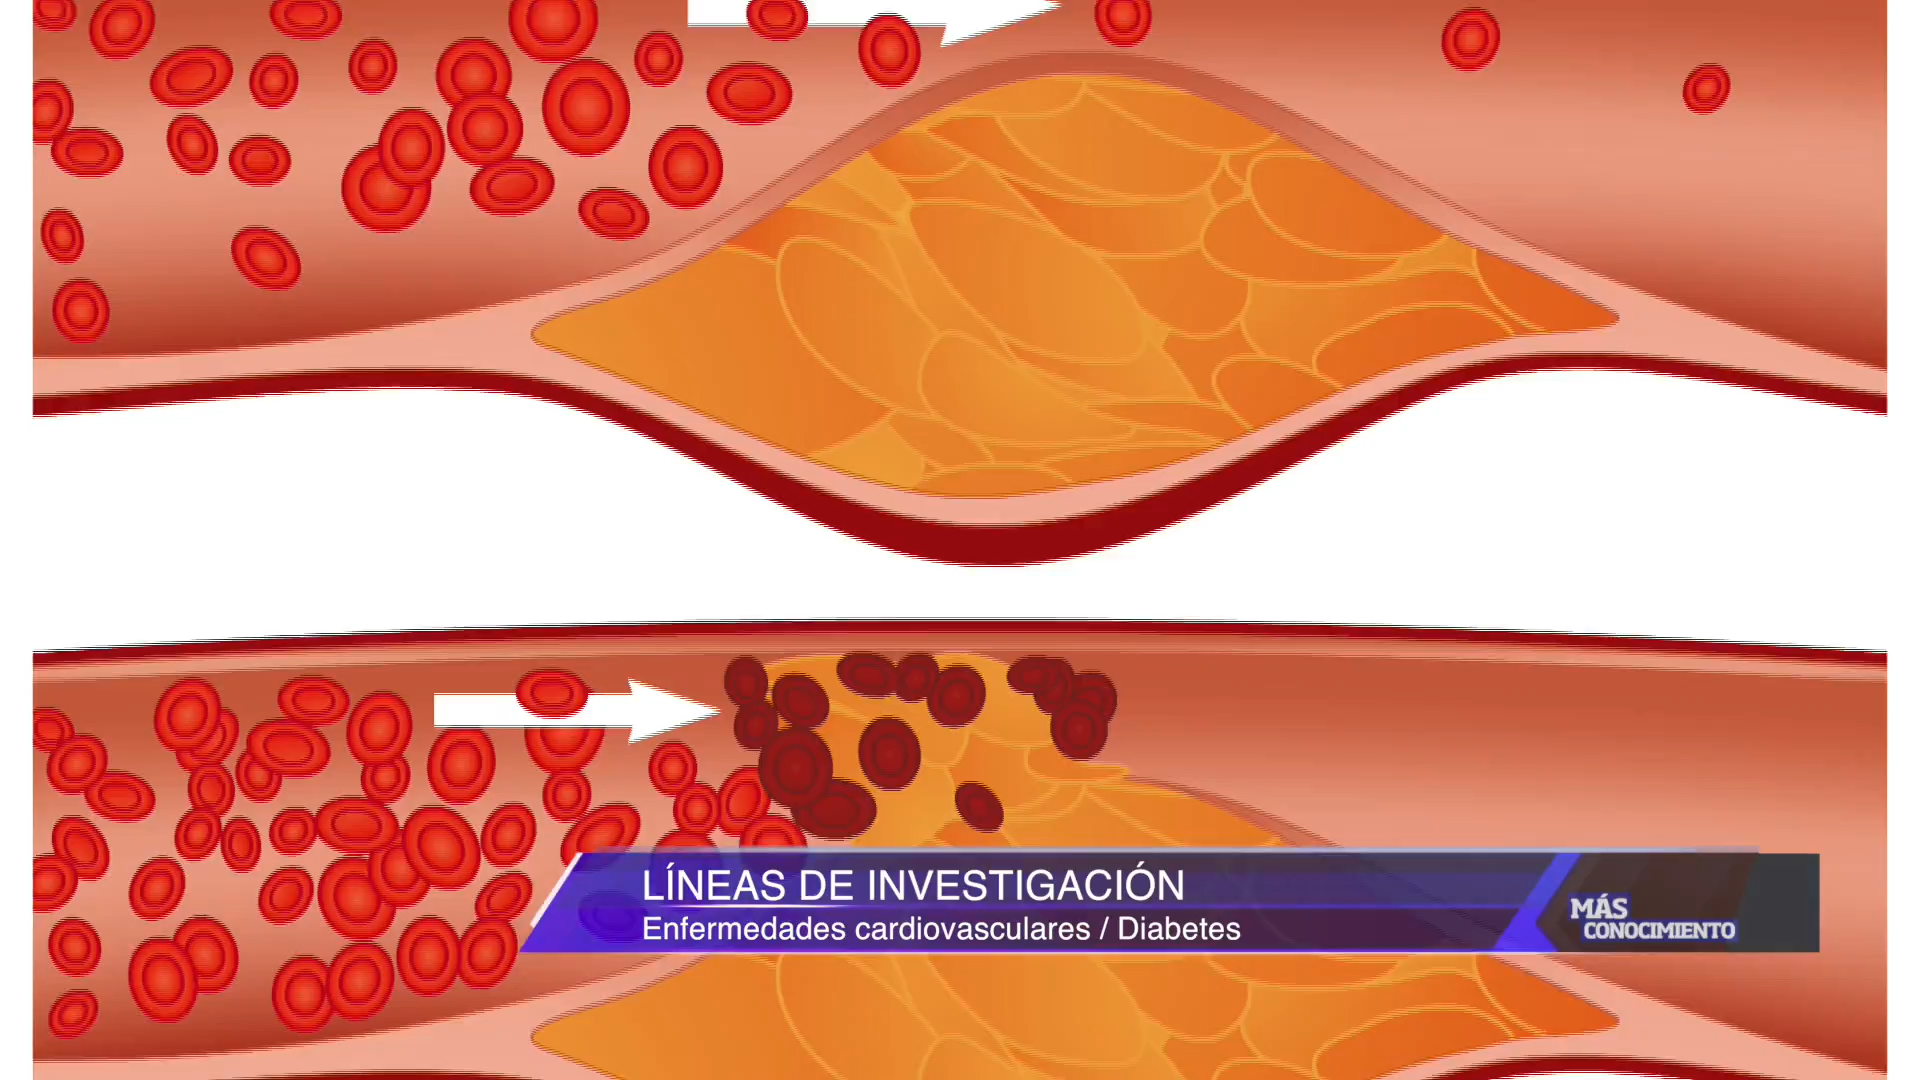 LÍNEAS DE INVESTIGACIÓN
Enfermedades cardiovasculares / Diabetes
MÁS
CONOCIMIENTO